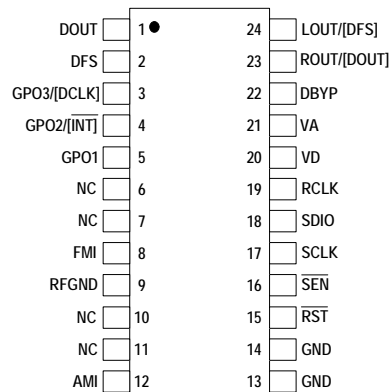 DOUT 1 24 LOUT/[DFS]
DFS 2 23 ROUT/[DOUT]
GPO3/[DCLK] 3 22 DBYP
GPO2/[INT] 4 21 VA
GPO1 5 20 VD
NC 6 19 RCLK
NC 7 18 SDIO
FMI 8 17 SCLK
RFGND 9 16 SEN
NC 10 15 RST
NC 11 14 GND
AMI 12 13 GND